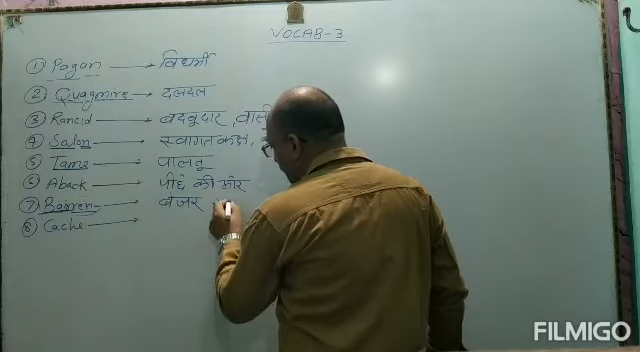 VOCAB-3
① Pagan → विधर्मी
② Quagmire → दलदल
③ Rancid → बदबूदार, वासी
④ Salon → स्वागत कक्ष,
⑤ Tame → पालतू
⑥ Aback → पीछे की ओर
⑦ Barren → बंजर
⑧ Cache →
FILMIGO